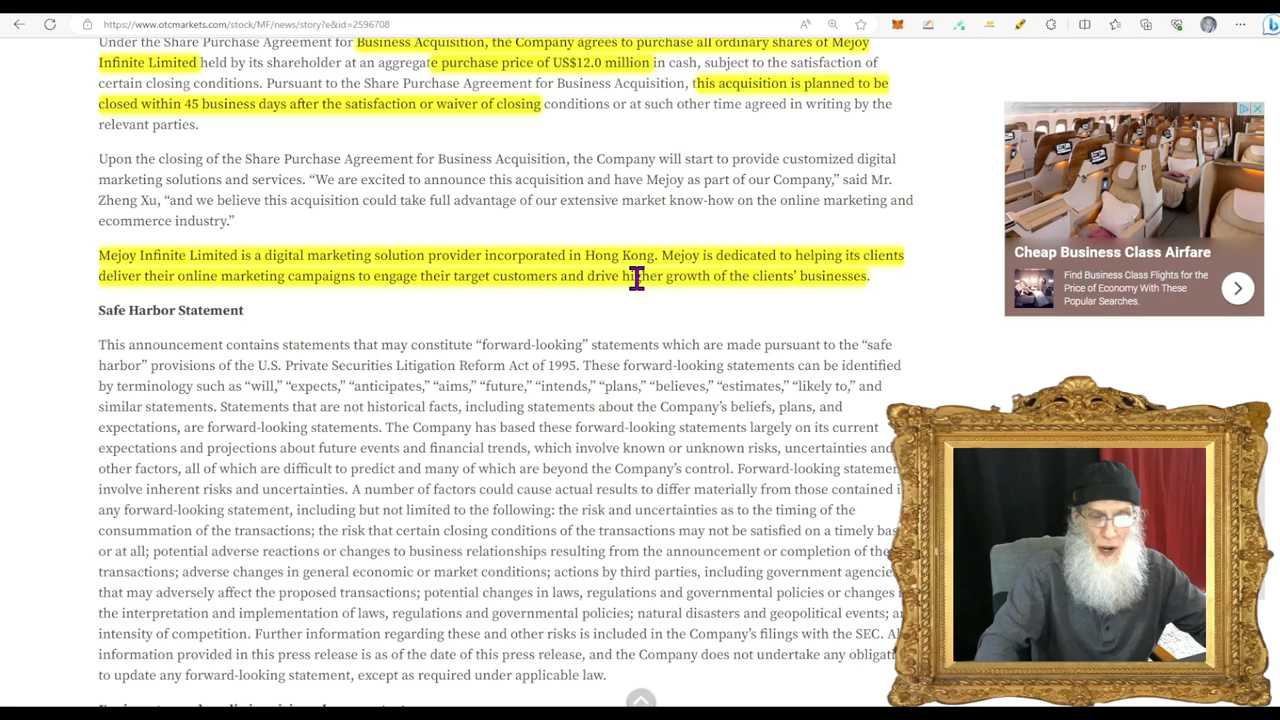 https://www.otcmarkets.com/stock/MF/news/story?e&id=2596708
Under the Share Purchase Agreement for Business Acquisition, the Company agrees to purchase all ordinary shares of Mejoy
Infinite Limited held by its shareholder at an aggregate purchase price of US$12.0 million in cash, subject to the satisfaction of
certain closing conditions. Pursuant to the Share Purchase Agreement for Business Acquisition, this acquisition is planned to be
closed within 45 business days after the satisfaction or waiver of closing conditions or at such other time agreed in writing by the
relevant parties.
Upon the closing of the Share Purchase Agreement for Business Acquisition, the Company will start to provide customized digital
marketing solutions and services. “We are excited to announce this acquisition and have Mejoy as part of our Company,” said Mr.
Zheng Xu, “and we believe this acquisition could take full advantage of our extensive market know-how on the online marketing and
ecommerce industry.”
Mejoy Infinite Limited is a digital marketing solution provider incorporated in Hong Kong. Mejoy is dedicated to helping its clients
deliver their online marketing campaigns to engage their target customers and drive higher growth of the clients’ businesses.
Safe Harbor Statement
This announcement contains statements that may constitute “forward-looking” statements which are made pursuant to the “safe
harbor” provisions of the U.S. Private Securities Litigation Reform Act of 1995. These forward-looking statements can be identified
by terminology such as “will,” “expects,” “anticipates,” “aims,” “future,” “intends,” “plans,” “believes,” “estimates,” “likely to,” and
similar statements. Statements that are not historical facts, including statements about the Company’s beliefs, plans, and
expectations, are forward-looking statements. The Company has based these forward-looking statements largely on its current
expectations and projections about future events and financial trends, which involve known or unknown risks, uncertainties and
other factors, all of which are difficult to predict and many of which are beyond the Company’s control. Forward-looking statemen
involve inherent risks and uncertainties. A number of factors could cause actual results to differ materially from those contained i
any forward-looking statement, including but not limited to the following: the risk and uncertainties as to the timing of the
consummation of the transactions; the risk that certain closing conditions of the transactions may not be satisfied on a timely bas
or at all; potential adverse reactions or changes to business relationships resulting from the announcement or completion of the
transactions; adverse changes in general economic or market conditions; actions by third parties, including government agencie
that may adversely affect the proposed transactions; potential changes in laws, regulations and governmental policies or changes
the interpretation and implementation of laws, regulations and governmental policies; natural disasters and geopolitical events; a
intensity of competition. Further information regarding these and other risks is included in the Company’s filings with the SEC. A
information provided in this press release is as of the date of this press release, and the Company does not undertake any obligati
to update any forward-looking statement, except as required under applicable law.
Cheap Business Class Airfare
Find Business Class Flights for the
Price of Economy With These
Popular Searches.